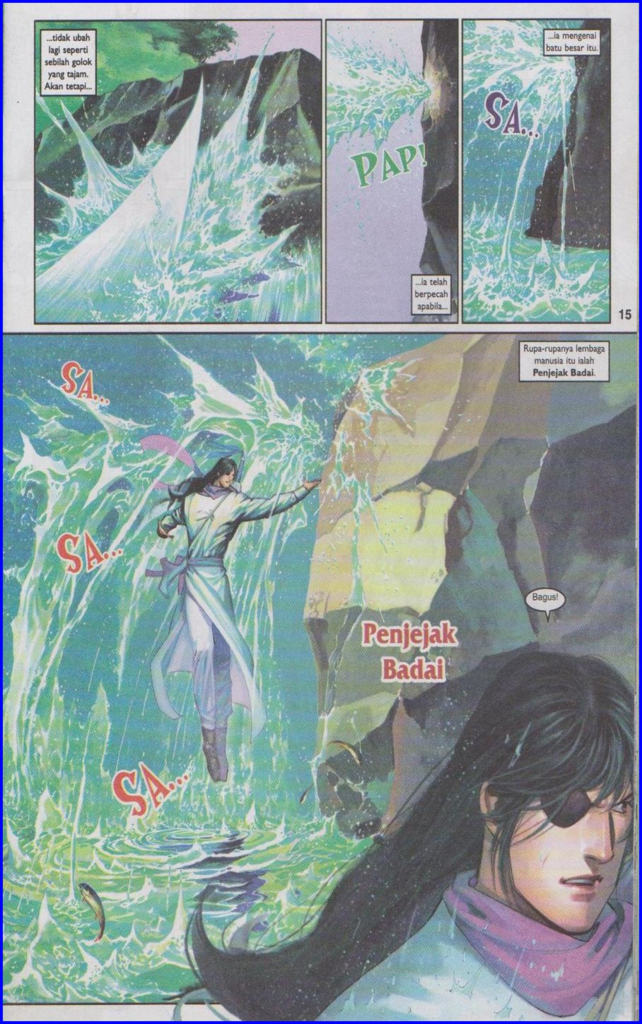 ...tidak ubah
lagi seperti
sebilah golok
yang tajam.
Akan tetapi...
PAP!
...ia telah
berpecah
apabila...
...ia mengenai
batu besar itu.
SA...
15
Rupa-rupanya lembaga
manusia itu ialah
Penjejak Badai.
SA...
SA...
SA...
Bagus!
Penjejak
Badai